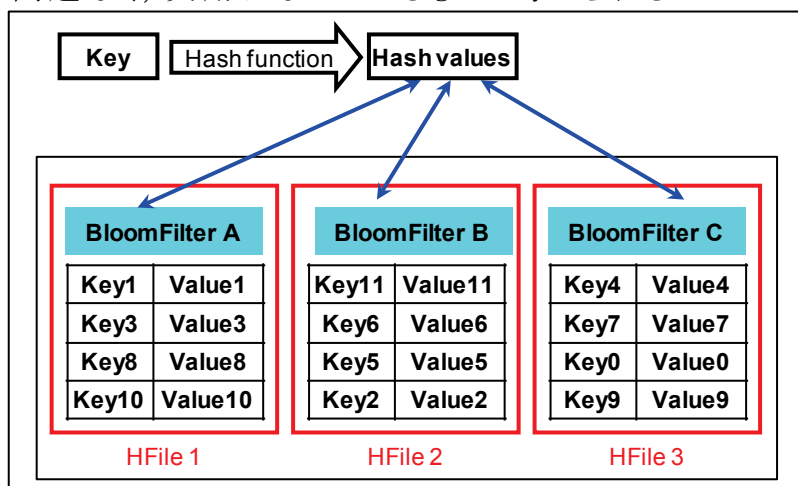 Key Hash function Hash values
BloomFilter A BloomFilter B BloomFilter C
Key1 Value1 Key11 Value11 Key4 Value4
Key3 Value3 Key6 Value6 Key7 Value7
Key8 Value8 Key5 Value5 Key0 Value0
Key10 Value10 Key2 Value2 Key9 Value9
HFile 1 HFile 2 HFile 3